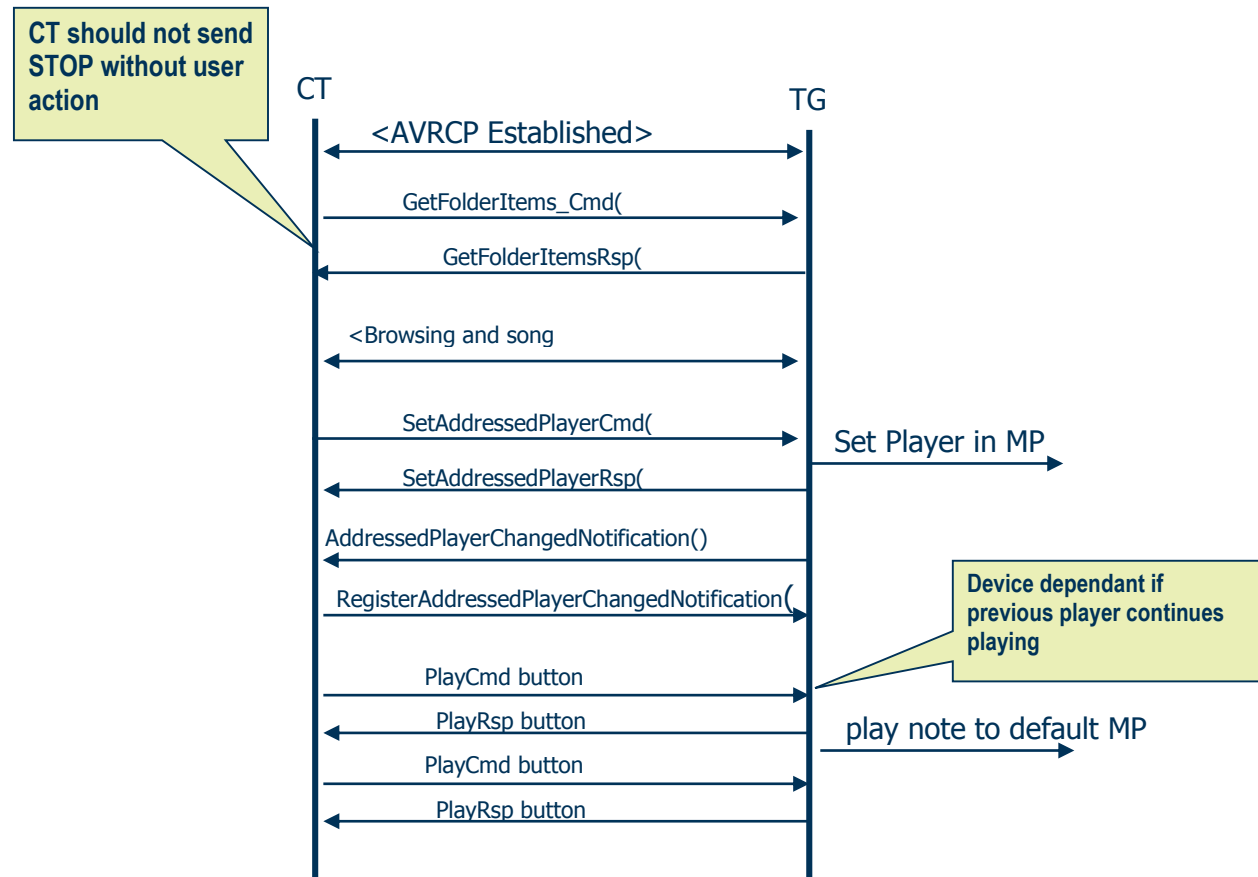 CT should not send
STOP without user
action
CT
TG
<AVRCP Established>
GetFolderItems_Cmd(
GetFolderItemsRsp(
<Browsing and song
SetAddressedPlayerCmd(
Set Player in MP
SetAddressedPlayerRsp(
AddressedPlayerChangedNotification()
RegisterAddressedPlayerChangedNotification(
Device dependant if
previous player continues
playing
PlayCmd button
PlayRsp button
play note to default MP
PlayCmd button
PlayRsp button